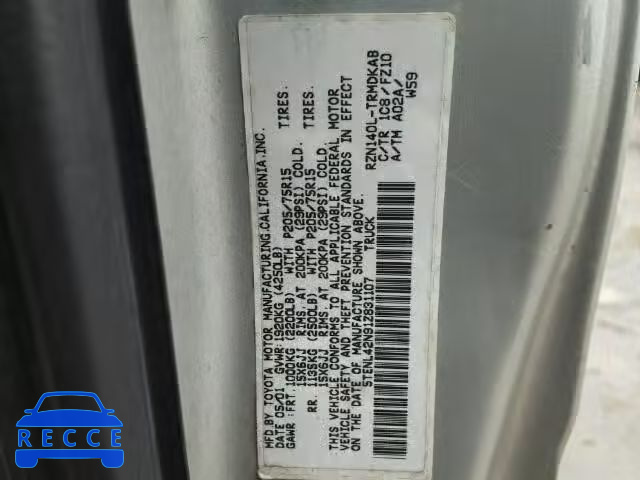 MFD. BY: TOYOTA MOTOR MANUFACTURING. CALIFORNIA. INC.
DATE: 05/01 GVWR: 1920KG (4250LB)
GAWR: FRT. 1000KG (2200LB) WITH P205/75R15 TIRES.
15X6JJ RIMS. AT 200KPA (29PSI) COLD.
RR. 1135KG (2500LB) WITH P205/75R15 TIRES.
15X6JJ RIMS. AT 200KPA (29PSI) COLD.
THIS VEHICLE CONFORMS TO ALL APPLICABLE FEDERAL MOTOR
VEHICLE SAFETY AND THEFT PREVENTION STANDARDS IN EFFECT
ON THE DATE OF MANUFACTURE SHOWN ABOVE.
5TENL42N91Z831107 TRUCK
RZN140L-TRMDKAB
C/TR 1C8/FZ10
A/TM A02A/
W59
RECCE